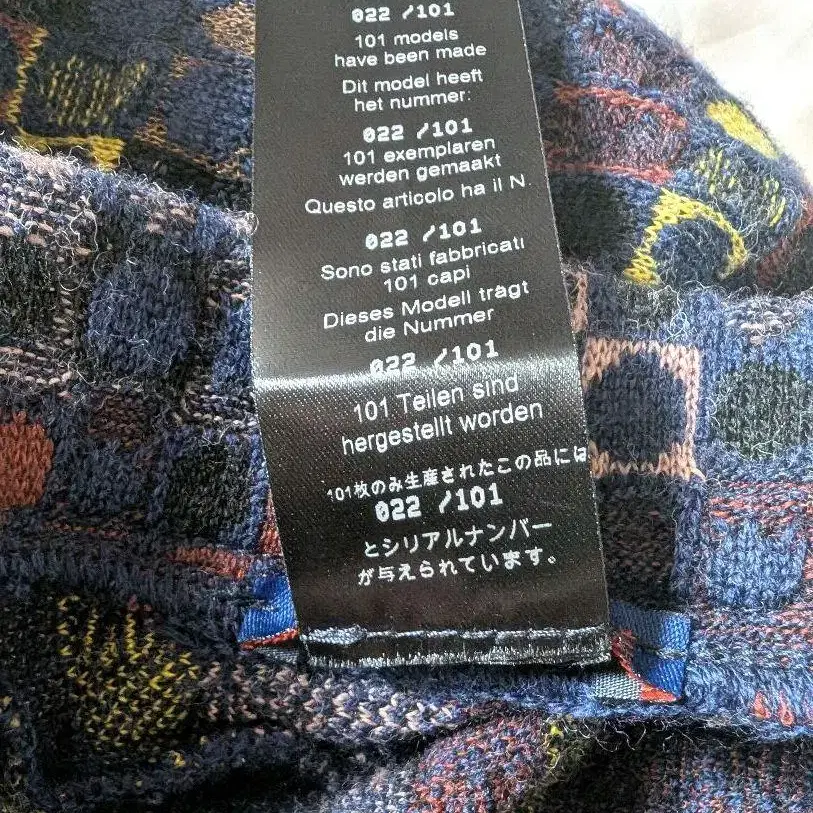 022 /101
101 models
have been made
Dit model heeft
het nummer:
022 /101
101 exemplaren
werden gemaakt
Questo articolo ha il N.
022 /101
Sono stati fabbricati
101 capi
Dieses Modell trägt
die Nummer
022 /101
101 Teilen sind
hergestellt worden
101枚のみ生産されたこの品には
022 /101
とシリアルナンバー
が与えられています。